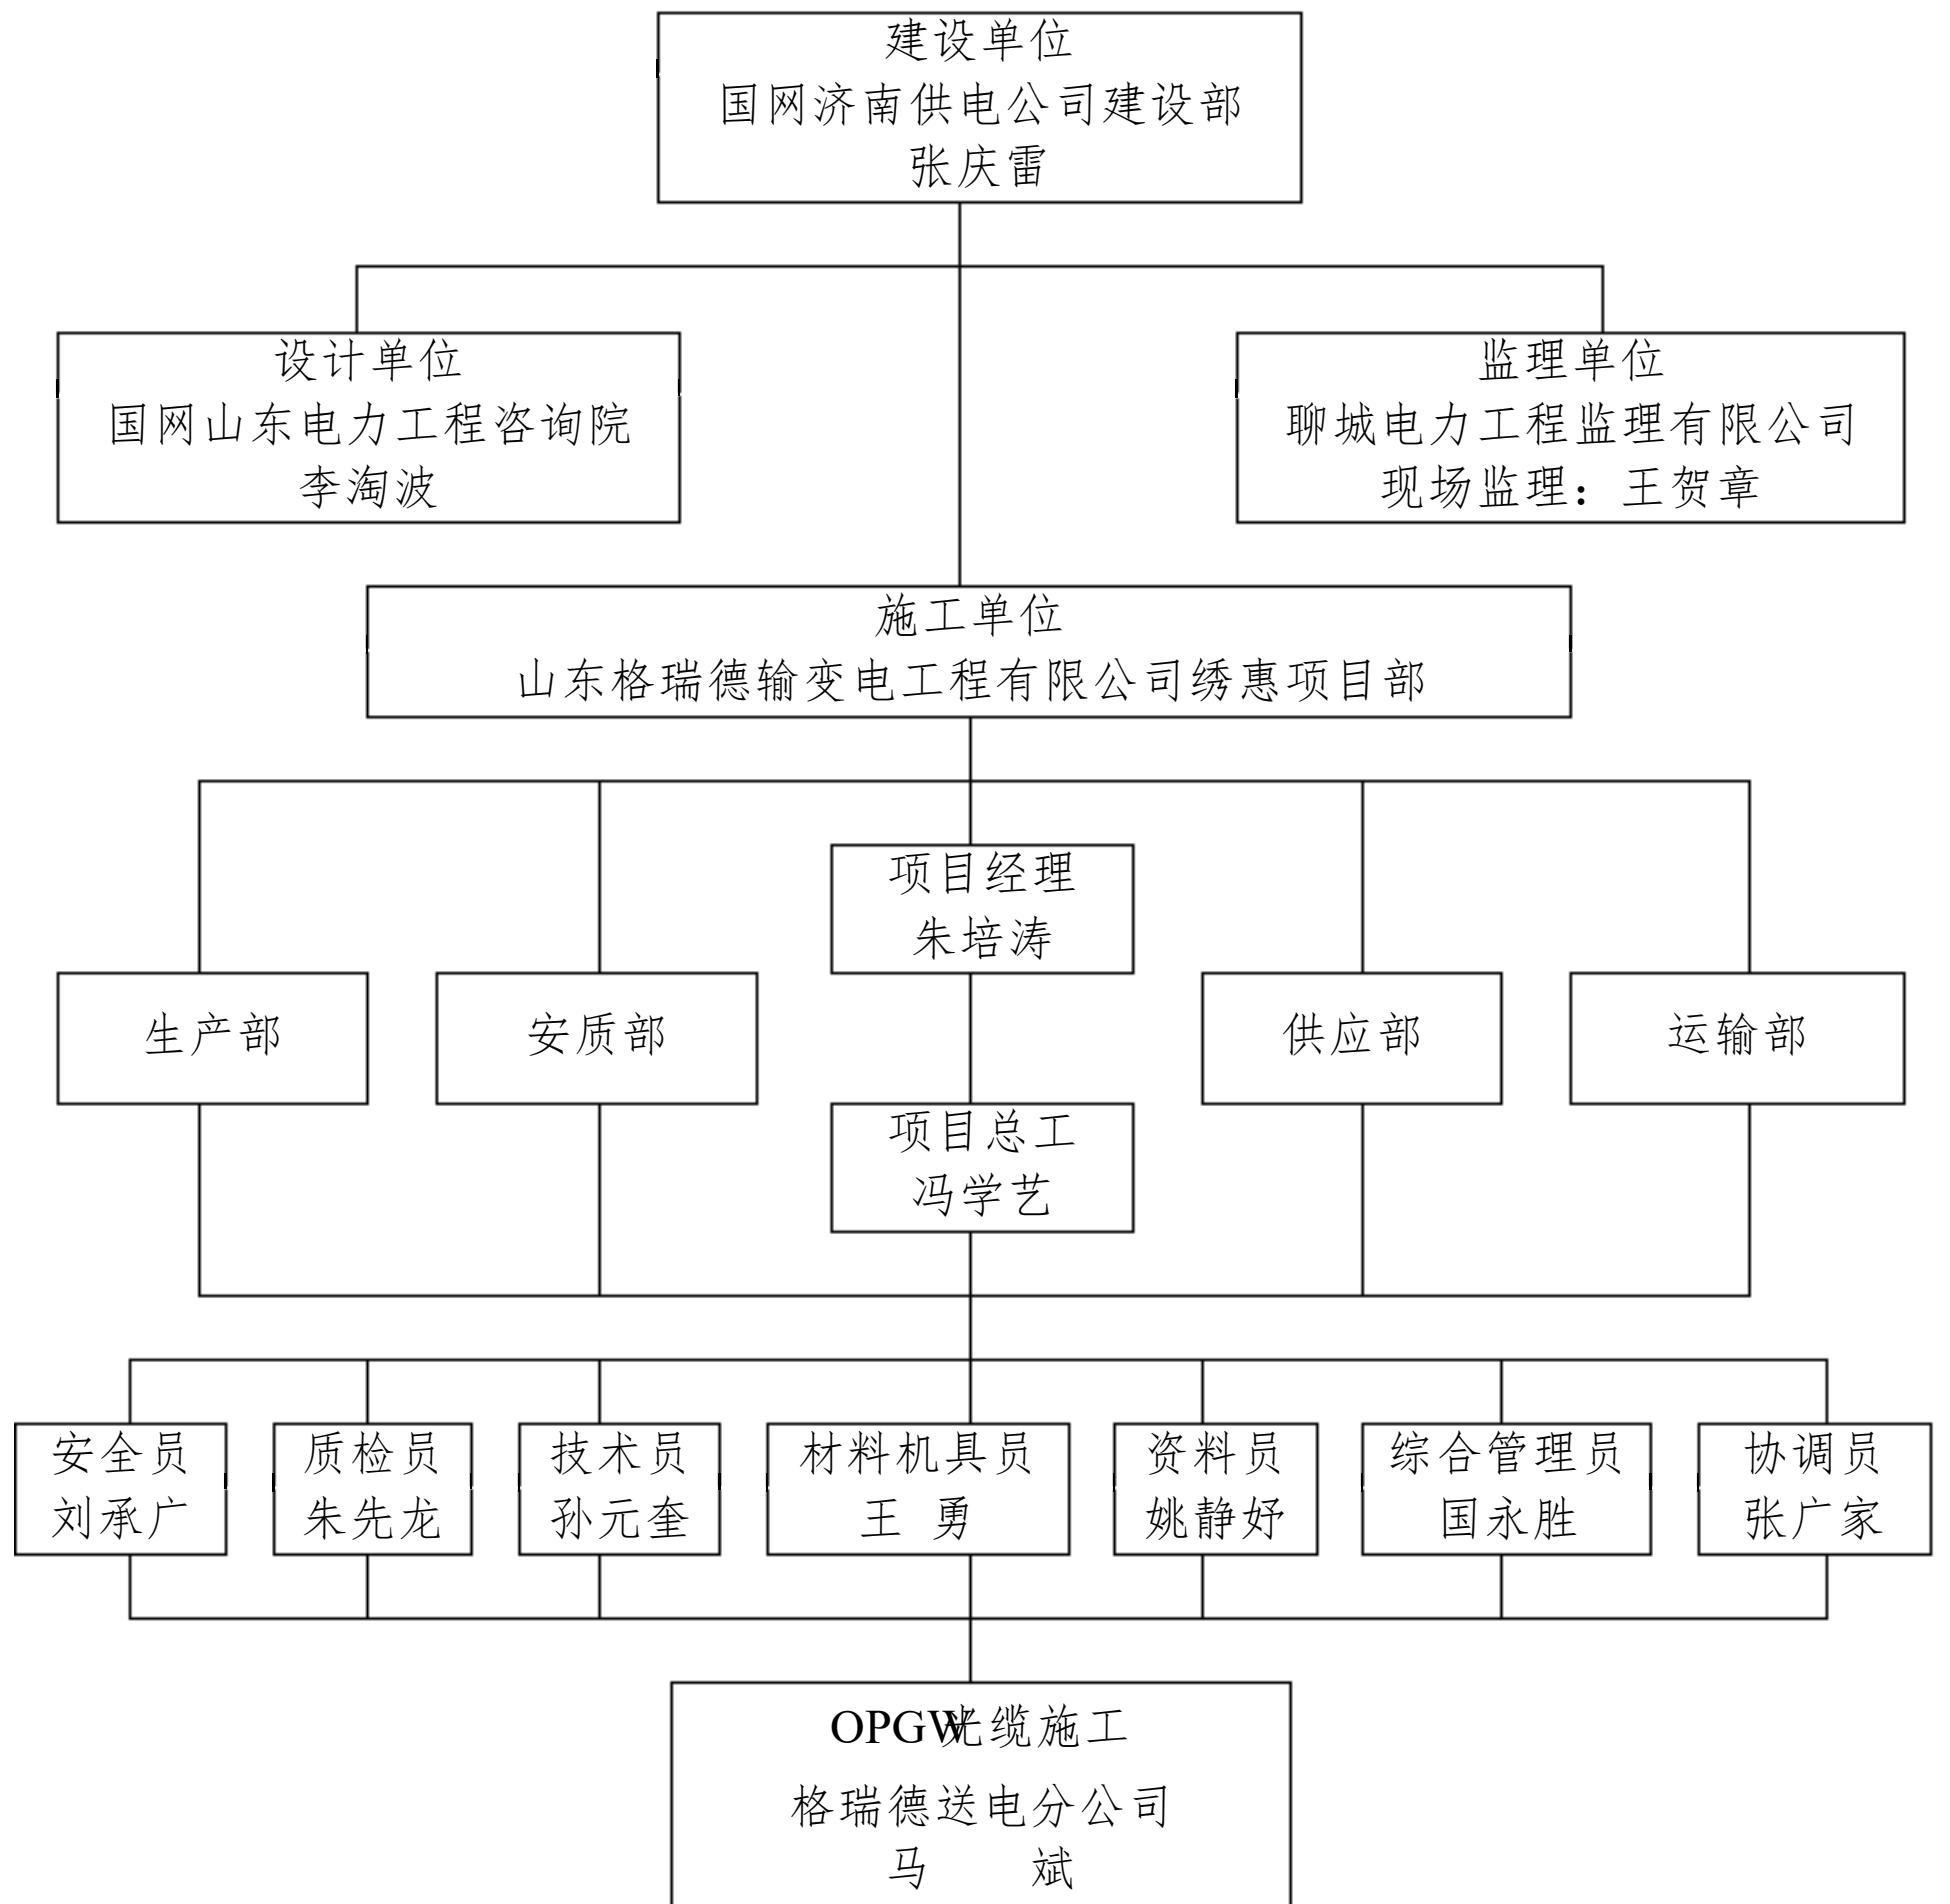 建设单位
国网济南供电公司建设部
张庆雷
设计单位
国网山东电力工程咨询院
李淘波
监理单位
聊城电力工程监理有限公司
现场监理：王贺章
施工单位
山东格瑞德输变电工程有限公司绣惠项目部
项目经理
朱培涛
生产部
安质部
供应部
运输部
项目总工
冯学艺
安全员
刘承广
质检员
朱先龙
技术员
孙元奎
材料机具员
王 勇
资料员
姚静妤
综合管理员
国永胜
协调员
张广家
OPGW光缆施工
格瑞德送电分公司
马 斌